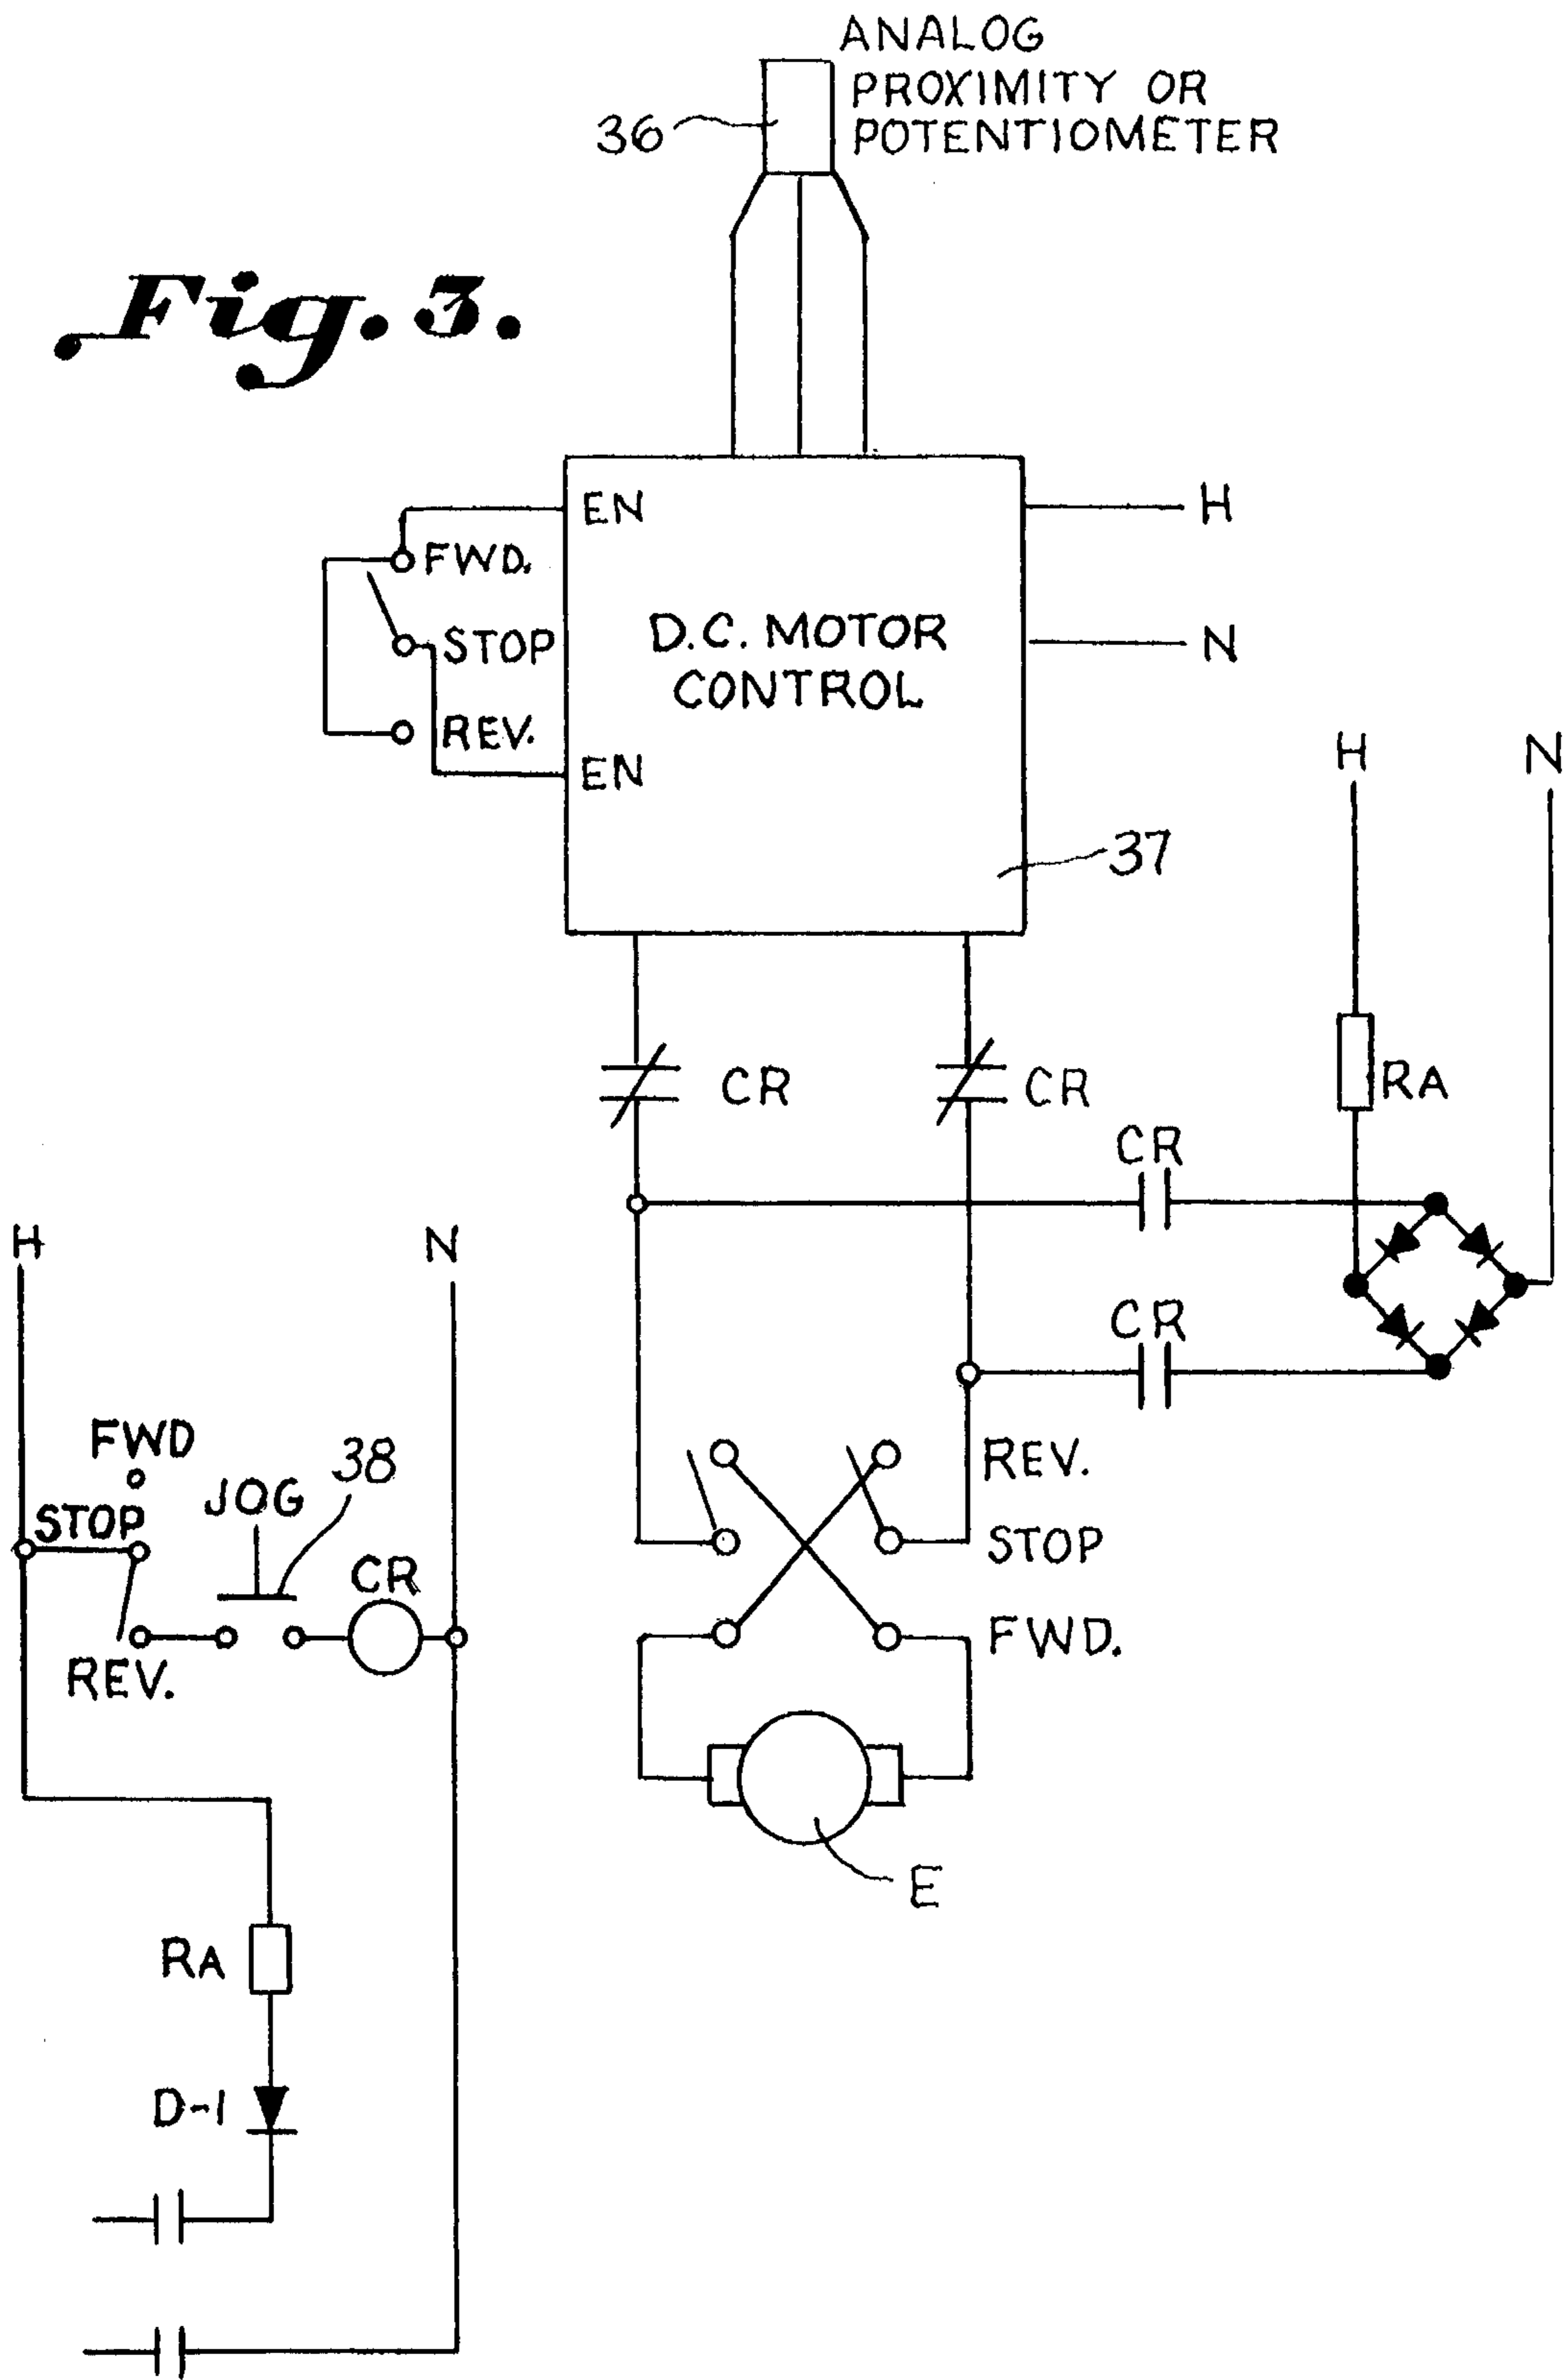 ANALOG
PROXIMITY OR
POTENTIOMETER
36
Fig. 3.
EN
H
FWD.
STOP
D.C. MOTOR
CONTROL
N
REV.
EN
H
N
37
CR
CR
RA
CR
H
N
CR
FWD
38
JOG
STOP
REV.
STOP
CR
FWD.
REV.
E
RA
D-1